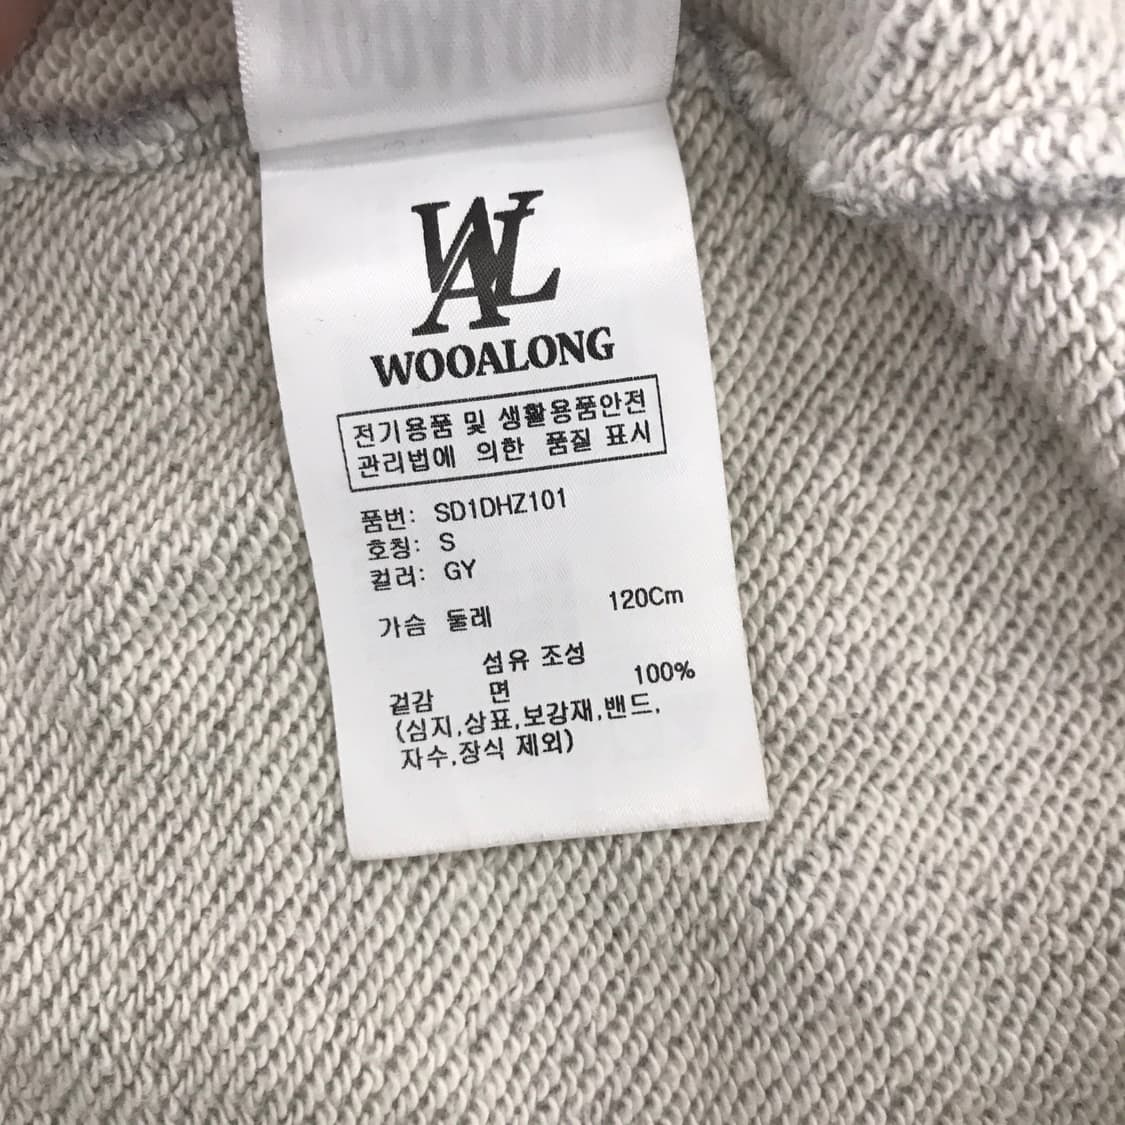 WAL
WOOALONG
전기용품 및 생활용품안전
관리법에 의한 품질 표시
품번: SD1DHZ101
호칭: S
컬러: GY
가슴 둘레 120Cm
섬유 조성
겉감 면 100%
(심지,상표,보강재,밴드,
자수,장식 제외)